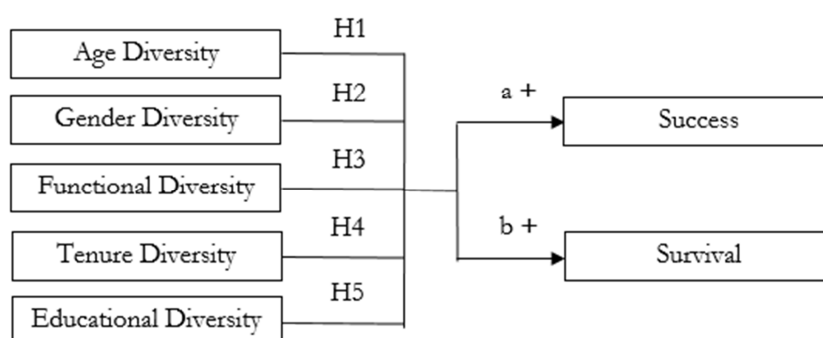 Age Diversity
H1
Gender Diversity
H2
Functional Diversity
H3
Tenure Diversity
H4
Educational Diversity
H5
a +
Success
b +
Survival